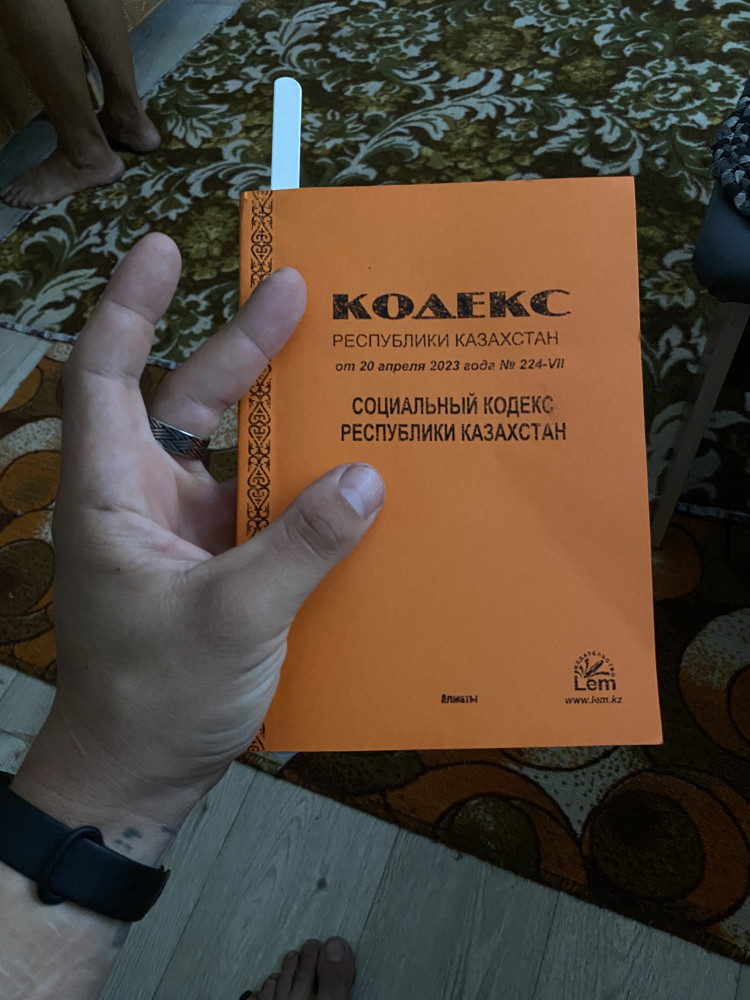 КОДЕКС
РЕСПУБЛИКИ КАЗАХСТАН
от 20 апреля 2023 года № 224-VII
СОЦИАЛЬНЫЙ КОДЕКС
РЕСПУБЛИКИ КАЗАХСТАН
ИЗДАТЕЛЬСТВО
Lem
Алматы
www.lem.kz